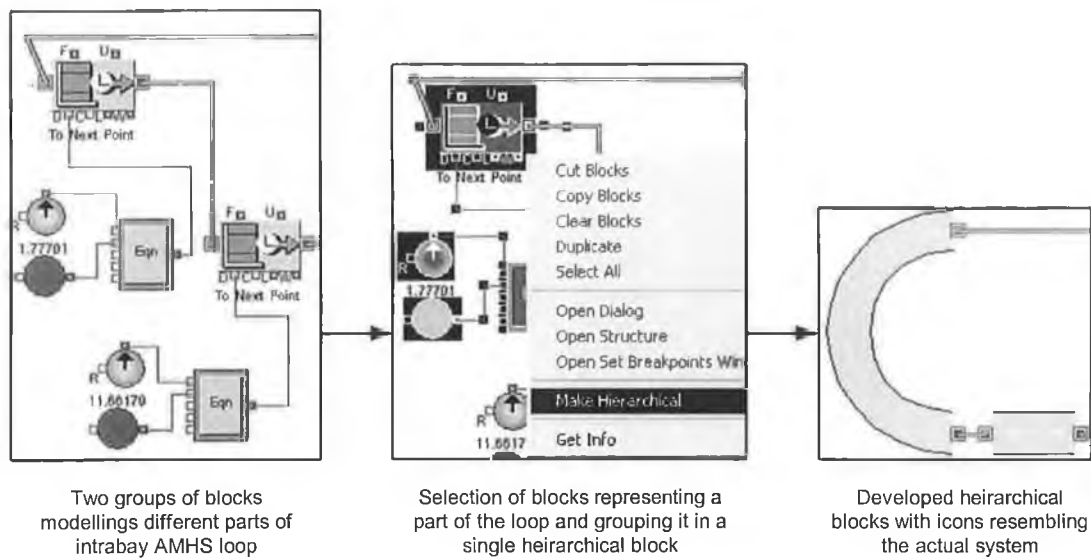 F U
D C L A W
To Next Point
R
1.77701
Eqn
F U
D C L A W
To Next Point
R
11.66170
Eqn
F U
D C L A W
To Next Point
R
1.77701
R
11.6617
Cut Blocks
Copy Blocks
Clear Blocks
Duplicate
Select All
Open Dialog
Open Structure
Open Set Breakpoints Win
Make Hierarchical
Get Info
Two groups of blocks
modellings different parts of
intrabay AMHS loop
Selection of blocks representing a
part of the loop and grouping it in a
single heirarchical block
Developed heirarchical
blocks with icons resembling
the actual system